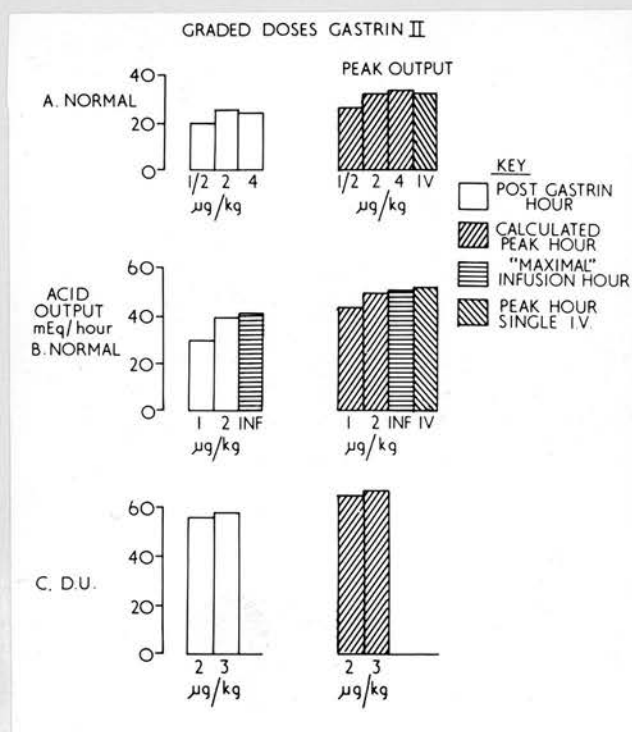 GRADED DOSES GASTRIN II
PEAK OUTPUT
A. NORMAL
40
20
0
1/2 2 4
µg/kg
1/2 2 4 IV
µg/kg
KEY
POST GASTRIN
HOUR
CALCULATED
PEAK HOUR
"MAXIMAL"
INFUSION HOUR
PEAK HOUR
SINGLE I.V.
ACID
OUTPUT
mEq/hour
B. NORMAL
60
40
20
0
1 2 INF
µg/kg
1 2 INF IV
µg/kg
C. D.U.
60
40
20
0
2 3
µg/kg
2 3
µg/kg